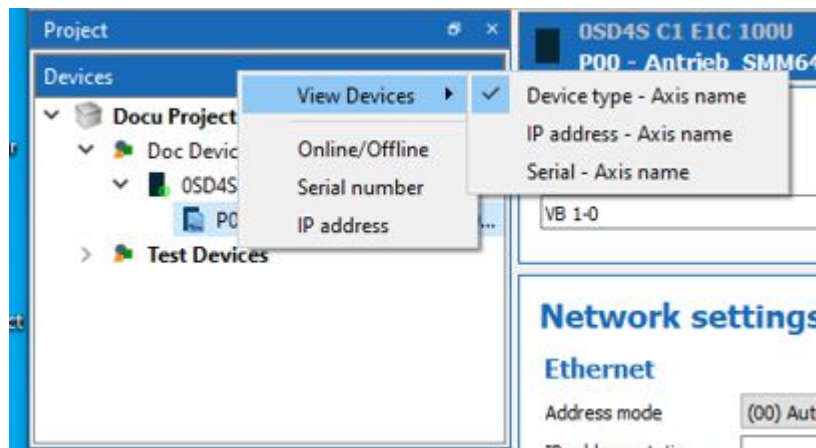 Project
Devices
Docu Project
Doc Devic
0SD4S
P0
...
Test Devices
View Devices
Online/Offline
Serial number
IP address
Device type - Axis name
IP address - Axis name
Serial - Axis name
0SD4S C1 E1C 100U
P00 - Antrieb_SMM64
VB 1-0
Network settings
Ethernet
Address mode
(00) Aut